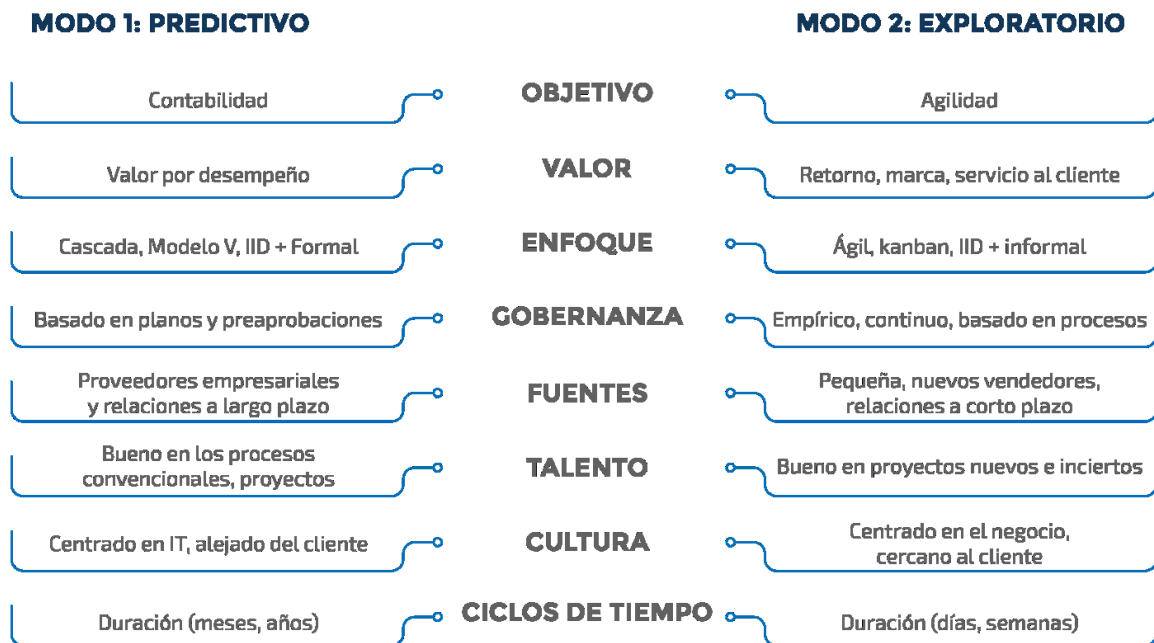 MODO 1: PREDICTIVO
MODO 2: EXPLORATORIO
Contabilidad
OBJETIVO
Agilidad
Valor por desempeño
VALOR
Retorno, marca, servicio al cliente
Cascada, Modelo V, IID + Formal
ENFOQUE
Ágil, kanban, IID + informal
Basado en planos y preaprobaciones
GOBERNANZA
Empírico, continuo, basado en procesos
Proveedores empresariales
y relaciones a largo plazo
FUENTES
Pequeña, nuevos vendedores,
relaciones a corto plazo
Bueno en los procesos
convencionales, proyectos
TALENTO
Bueno en proyectos nuevos e inciertos
Centrado en IT, alejado del cliente
CULTURA
Centrado en el negocio,
cercano al cliente
Duración (meses, años)
CICLOS DE TIEMPO
Duración (días, semanas)